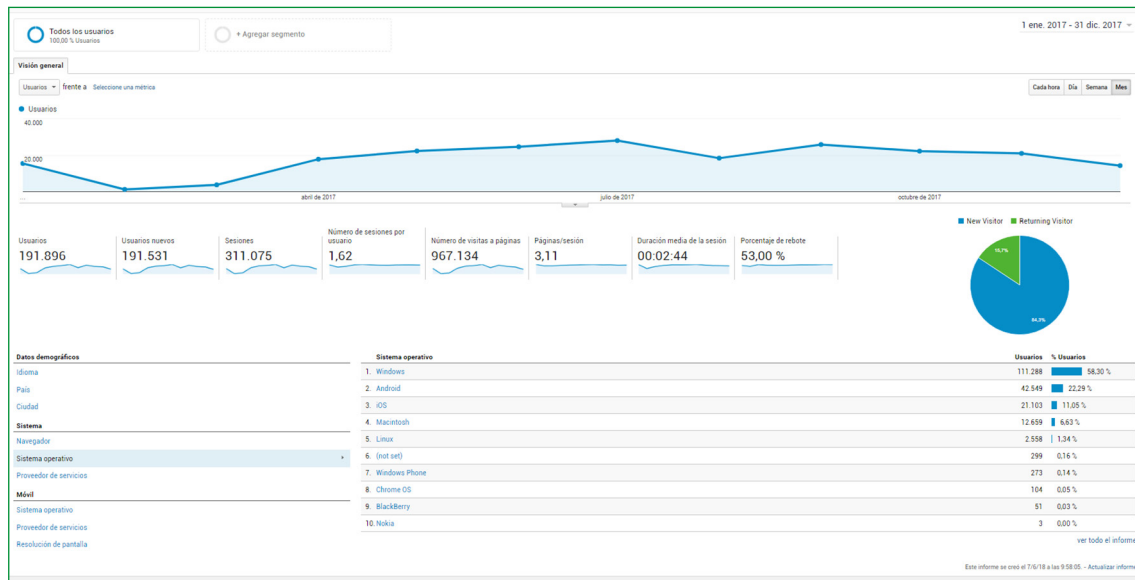 Todos los usuarios
100,00 % Usuarios
+ Agregar segmento
1 ene. 2017 - 31 dic. 2017
Visión general
Usuarios frente a Seleccione una métrica
Cada hora Día Semana Mes
Usuarios
40.000
20.000
...
abril de 2017 julio de 2017 octubre de 2017
New Visitor Returning Visitor
Usuarios
191.896
Usuarios nuevos
191.531
Sesiones
311.075
Número de sesiones por
usuario
1,62
Número de visitas a páginas
967.134
Páginas/sesión
3,11
Duración media de la sesión
00:02:44
Porcentaje de rebote
53,00 %
15,7%
84,3%
Datos demográficos
Idioma
País
Ciudad
Sistema
Navegador
Sistema operativo
Proveedor de servicios
Móvil
Sistema operativo
Proveedor de servicios
Resolución de pantalla
Sistema operativo Usuarios % Usuarios
1. Windows 111.288 58,30 %
2. Android 42.549 22,29 %
3. iOS 21.103 11,05 %
4. Macintosh 12.659 6,63 %
5. Linux 2.558 1,34 %
6. (not set) 299 0,16 %
7. Windows Phone 273 0,14 %
8. Chrome OS 104 0,05 %
9. BlackBerry 51 0,03 %
10. Nokia 3 0,00 %
ver todo el informe
Este informe se creó el 7/6/18 a las 9:58:05. - Actualizar informe